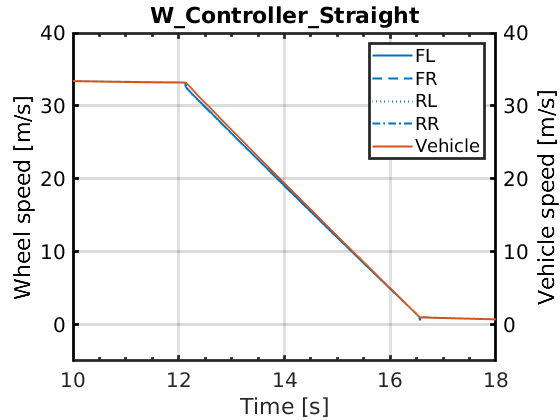 W_Controller_Straight
40
30
20
10
0
Wheel speed [m/s]
FL
FR
RL
RR
Vehicle
40
30
20
10
0
Vehicle speed [m/s]
10 12 14 16 18
Time [s]